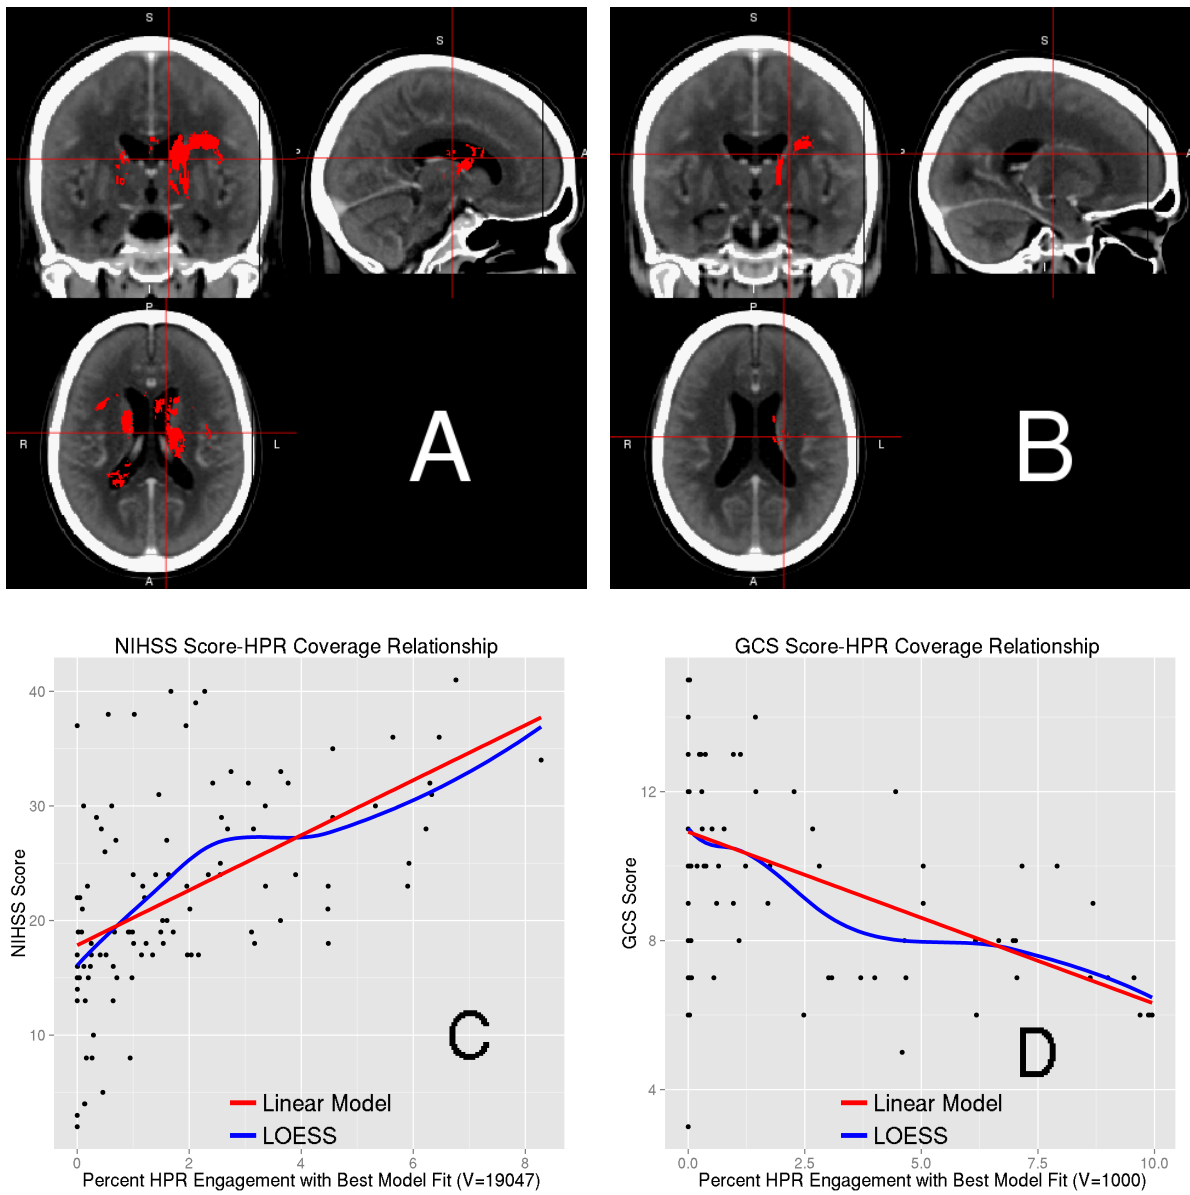 S
S
P
A
I
I
P
R
L
A
A
S
S
P
A
I
I
P
R
L
A
B
NIHSS Score-HPR Coverage Relationship
NIHSS Score
40
30
20
10
0
2
4
6
8
C
Linear Model
LOESS
Percent HPR Engagement with Best Model Fit (V=19047)
GCS Score-HPR Coverage Relationship
GCS Score
12
8
4
0.0
2.5
5.0
7.5
10.0
D
Linear Model
LOESS
Percent HPR Engagement with Best Model Fit (V=1000)